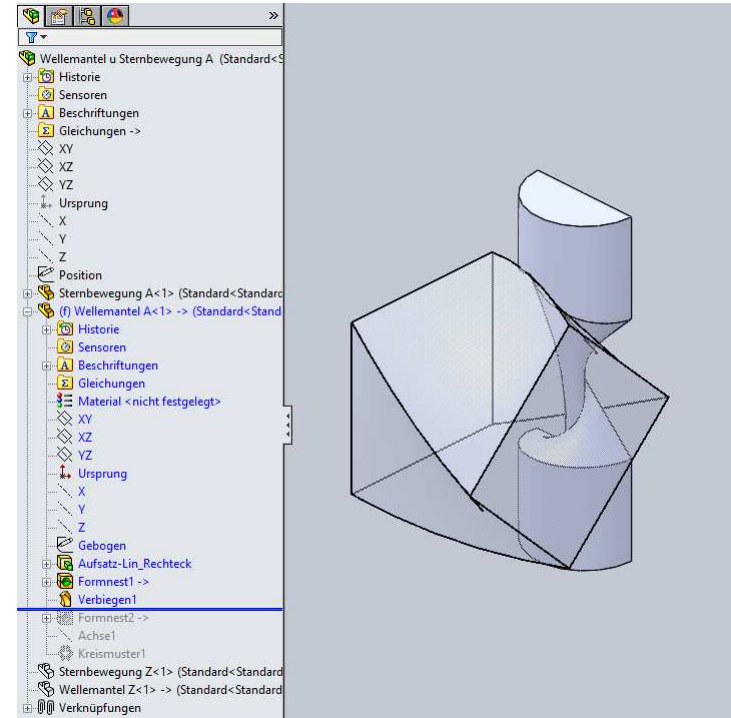 »
Wellemantel u Sternbewegung A (Standard<S
Historie
Sensoren
A Beschriftungen
Σ Gleichungen ->
XY
XZ
YZ
Ursprung
X
Y
Z
Position
Sternbewegung A<1> (Standard<Standarc
(f) Wellemantel A<1> -> (Standard<Stand
Historie
Sensoren
A Beschriftungen
Σ Gleichungen
Material <nicht festgelegt>
XY
XZ
YZ
Ursprung
X
Y
Z
Gebogen
Aufsatz-Lin_Rechteck
Formnest1 ->
Verbiegen1
Formnest2 ->
Achse1
Kreismuster1
Sternbewegung Z<1> (Standard<Standard
Wellemantel Z<1> -> (Standard<Standard
Verknüpfungen